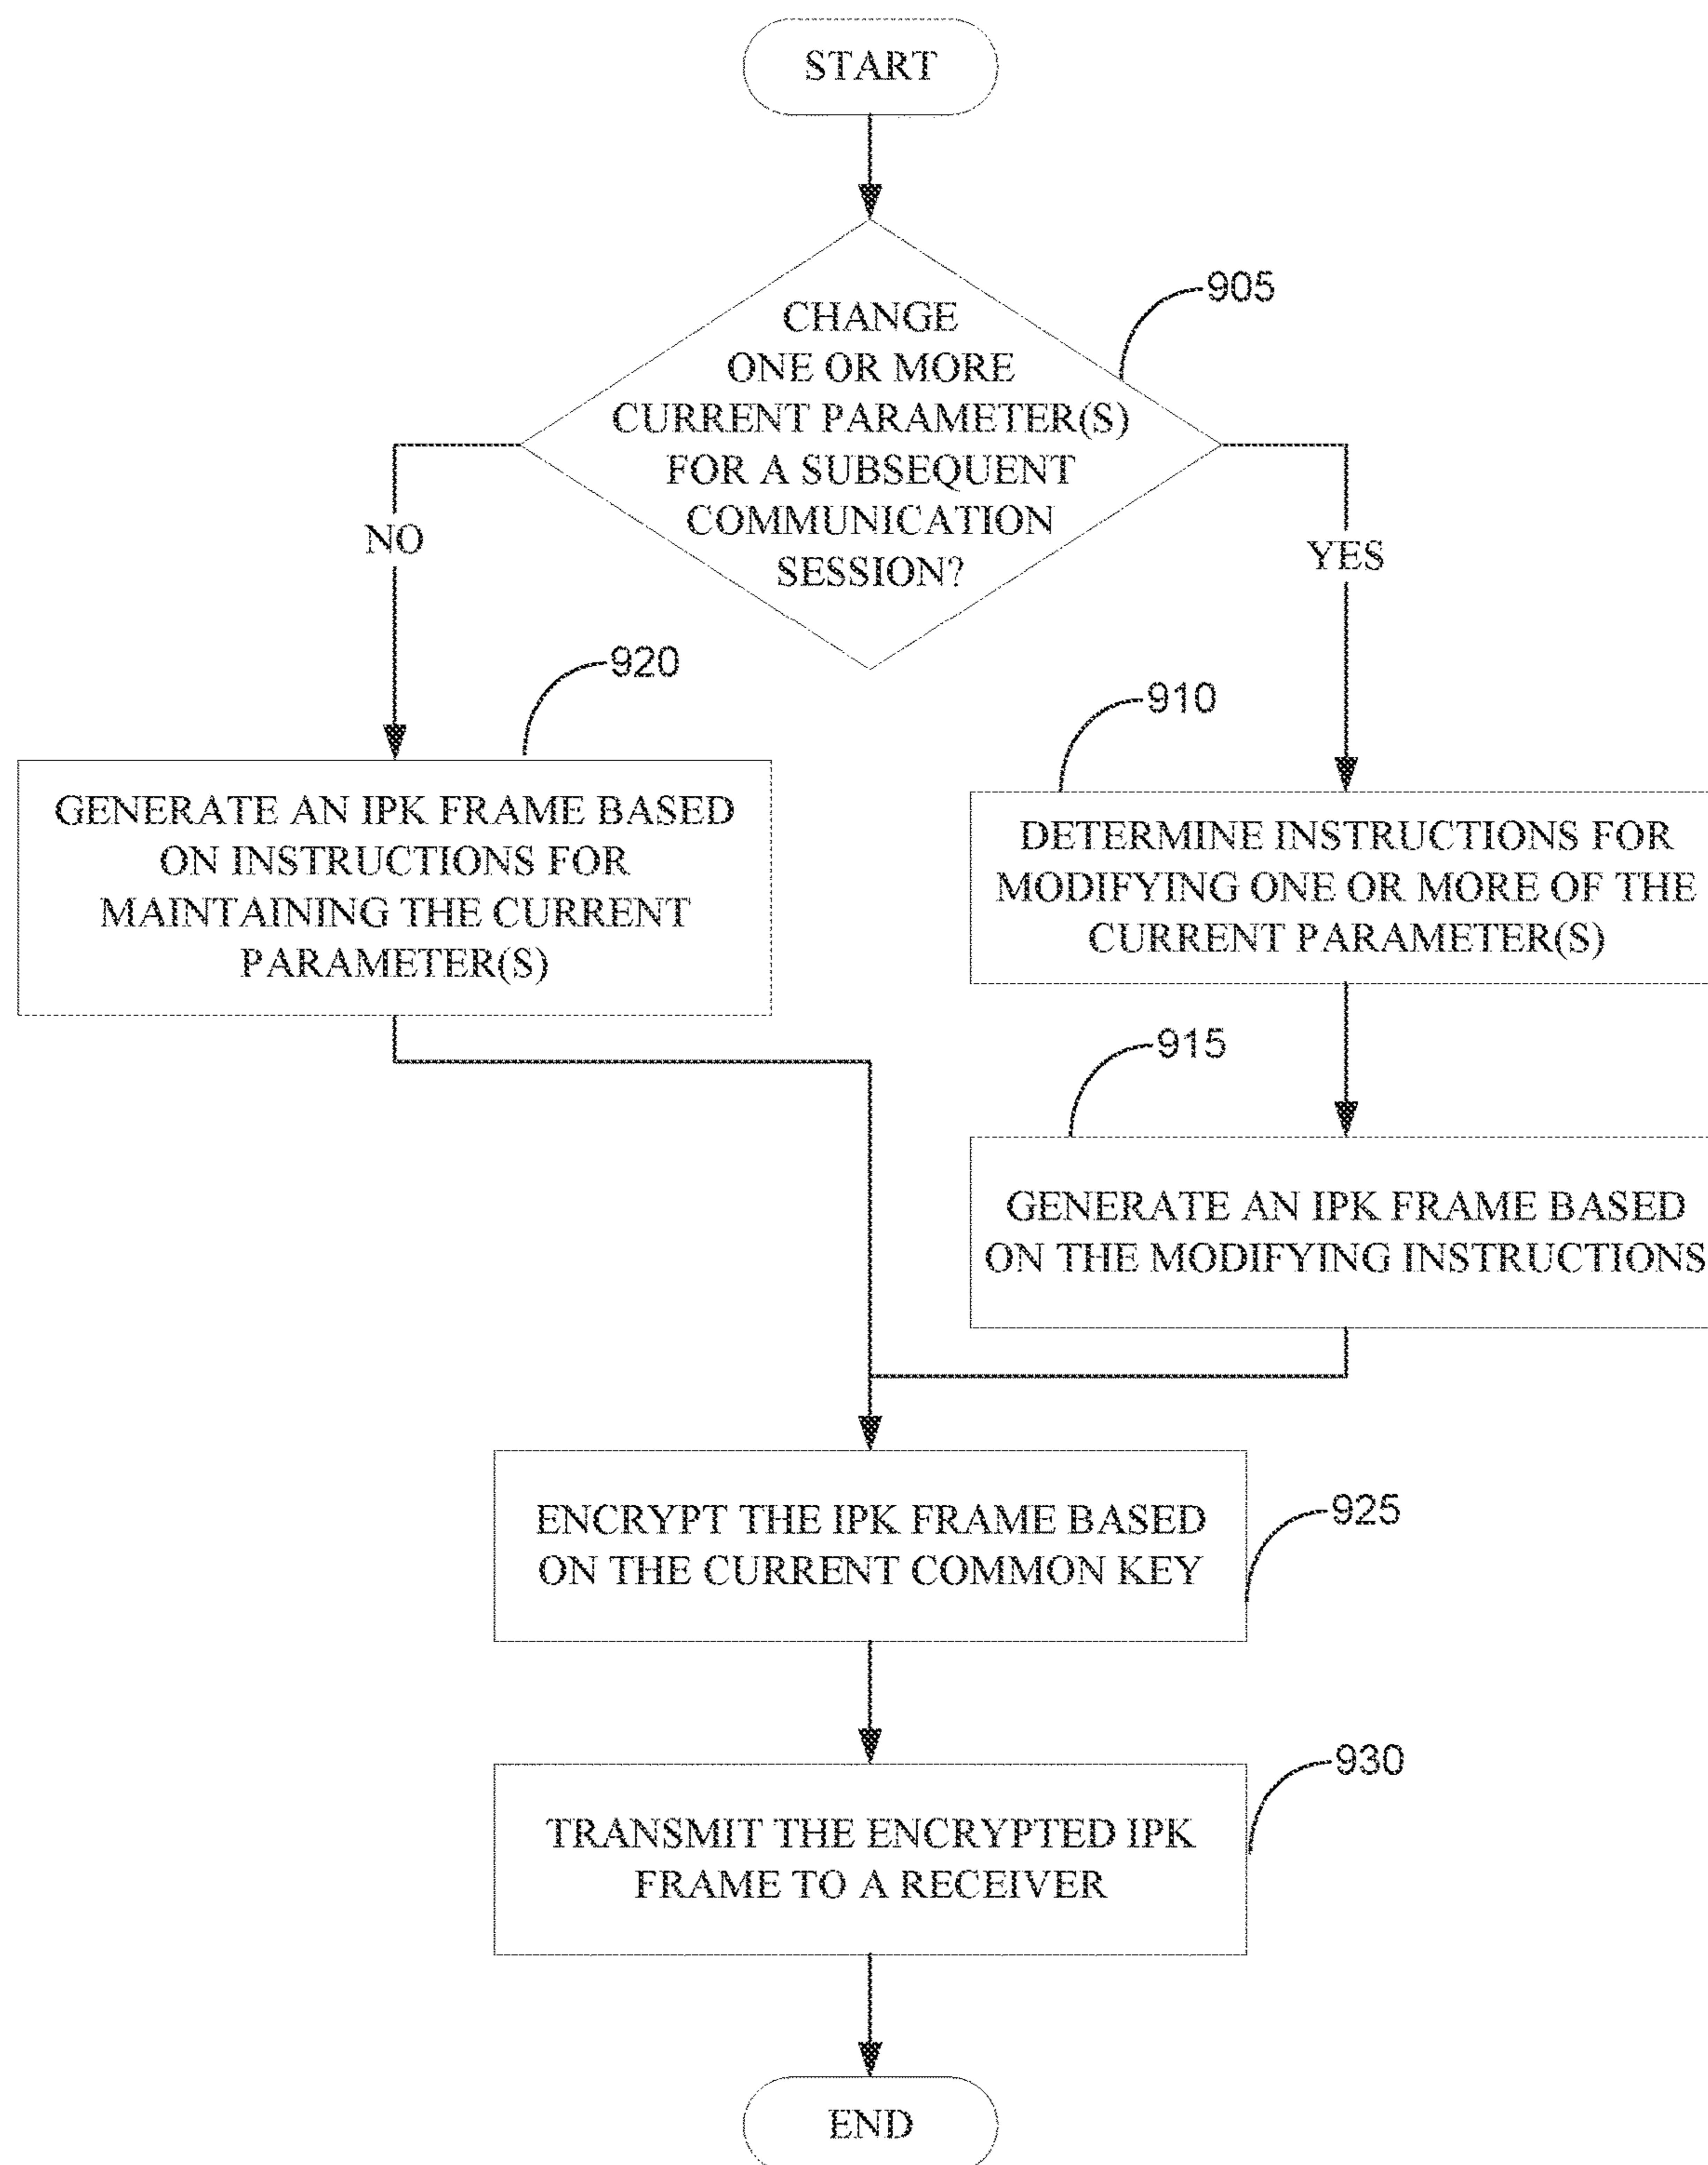 START
905
CHANGE
ONE OR MORE
CURRENT PARAMETER(S)
FOR A SUBSEQUENT
COMMUNICATION
SESSION?
NO
YES
920
GENERATE AN IPK FRAME BASED
ON INSTRUCTIONS FOR
MAINTAINING THE CURRENT
PARAMETER(S)
910
DETERMINE INSTRUCTIONS FOR
MODIFYING ONE OR MORE OF THE
CURRENT PARAMETER(S)
915
GENERATE AN IPK FRAME BASED
ON THE MODIFYING INSTRUCTIONS
ENCRYPT THE IPK FRAME BASED
ON THE CURRENT COMMON KEY
925
930
TRANSMIT THE ENCRYPTED IPK
FRAME TO A RECEIVER
END